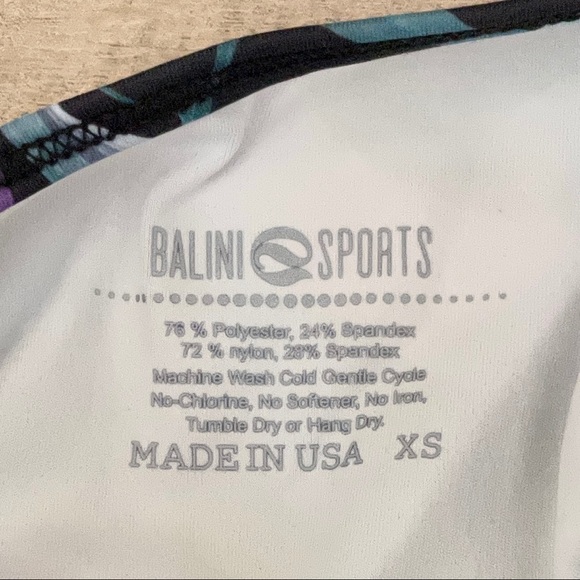 BALINI SPORTS
76 % Polyester, 24% Spandex
72 % nylon, 28% Spandex
Machine Wash Cold Gentle Cycle
No-Chlorine, No Softener, No Iron,
Tumble Dry or Hang Dry.
MADE IN USA XS